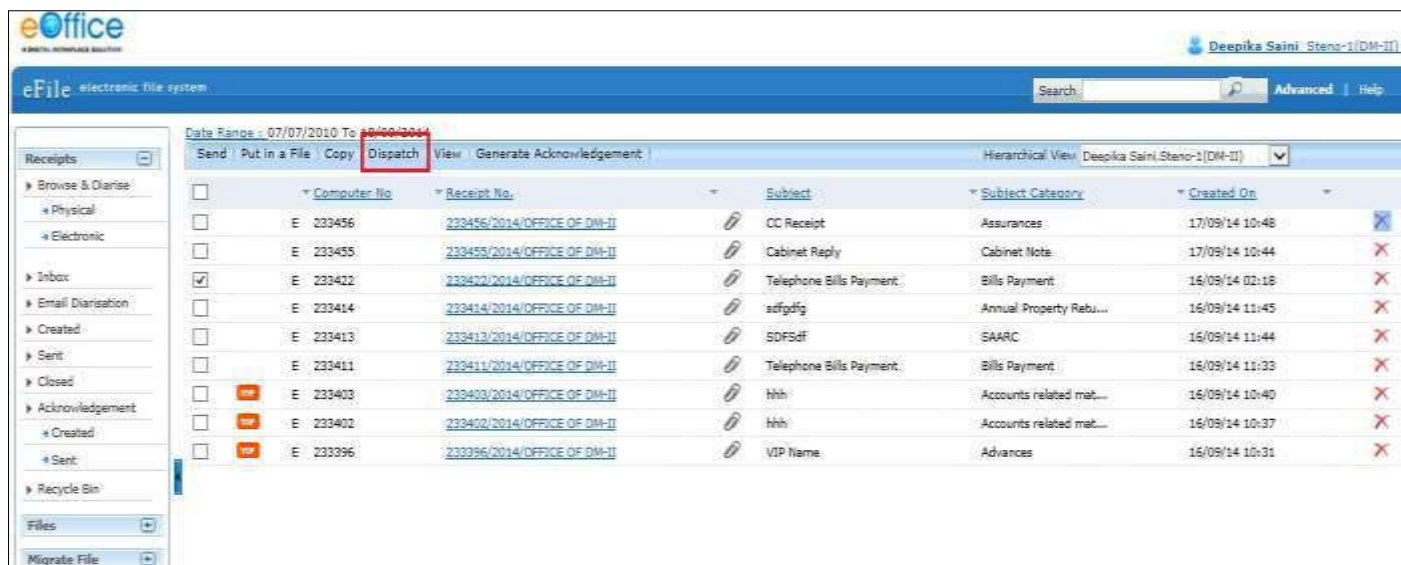 eOffice
A DIGITAL WORKPLACE SOLUTION
Deepika Saini Steno-1(DM-II)
eFile electronic file system
Search
Advanced | Help
Date Range : 07/07/2010 To
Send Put in a File Copy Dispatch View Generate Acknowledgement
Hierarchical View Deepika Saini.Steno-1(DM-II)
Receipts
Browse & Diarise
Physical
Electronic
Inbox
Email Diarisation
Created
Sent
Closed
Acknowledgement
Created
Sent
Recycle Bin
Files
Migrate File
Computer No Receipt No. Subject Subject Category Created On
E 233456 233456/2014/OFFICE OF DM-II CC Receipt Assurances 17/09/14 10:48
E 233455 233455/2014/OFFICE OF DM-II Cabinet Reply Cabinet Note 17/09/14 10:44
E 233422 233422/2014/OFFICE OF DM-II Telephone Bills Payment Bills Payment 16/09/14 02:18
E 233414 233414/2014/OFFICE OF DM-II sdfgdfg Annual Property Retu... 16/09/14 11:45
E 233413 233413/2014/OFFICE OF DM-II SDFSdf SAARC 16/09/14 11:44
E 233411 233411/2014/OFFICE OF DM-II Telephone Bills Payment Bills Payment 16/09/14 11:33
VIP E 233403 233403/2014/OFFICE OF DM-II hhh Accounts related mat.... 16/09/14 10:40
VIP E 233402 233402/2014/OFFICE OF DM-II hhh Accounts related mat.... 16/09/14 10:37
VIP E 233396 233396/2014/OFFICE OF DM-II VIP Name Advances 16/09/14 10:31